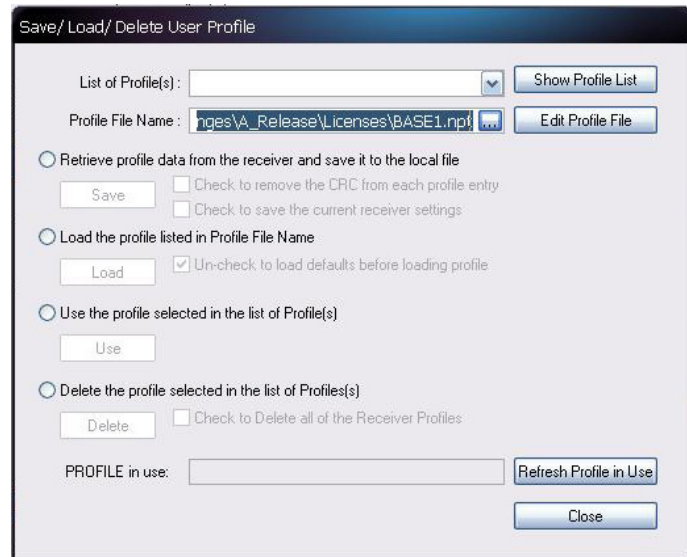 Save/ Load/ Delete User Profile
List of Profile(s) :
Show Profile List
Profile File Name : nges\A_Release\Licenses\BASE1.npf ...
Edit Profile File
Retrieve profile data from the receiver and save it to the local file
Save
Check to remove the CRC from each profile entry
Check to save the current receiver settings
Load the profile listed in Profile File Name
Load
Un-check to load defaults before loading profile
Use the profile selected in the list of Profile(s)
Use
Delete the profile selected in the list of Profiles(s)
Delete
Check to Delete all of the Receiver Profiles
PROFILE in use:
Refresh Profile in Use
Close